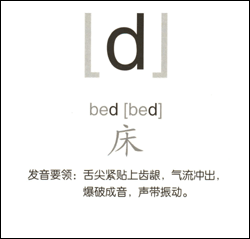 [d]
bed [bed]
床
发音要领：舌尖紧贴上齿龈，气流冲出，
爆破成音，声带振动。